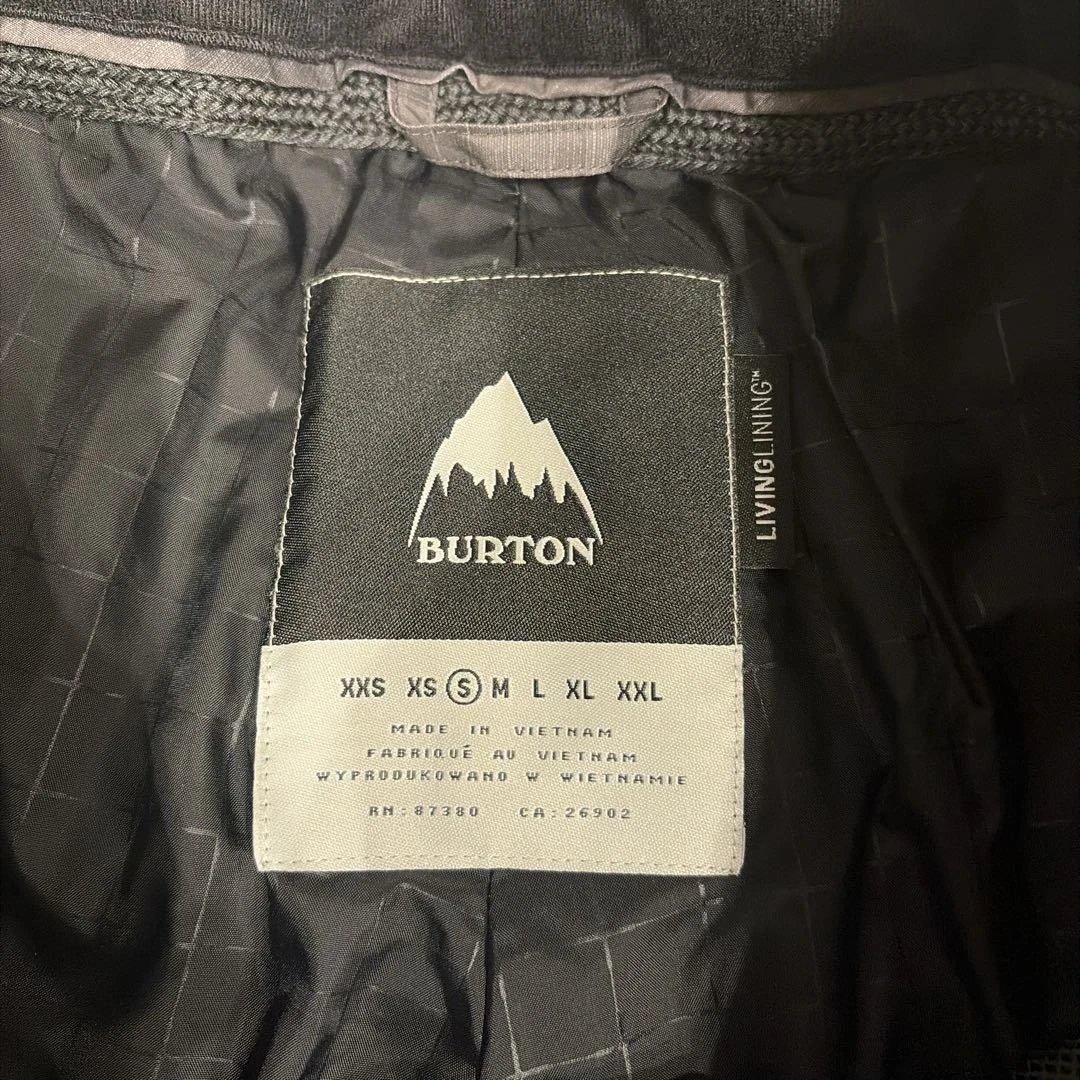 BURTON
LIVINGLINING™
XXS XS S M L XL XXL
MADE IN VIETNAM
FABRIQUÉ AU VIETNAM
WYPRODUKOWANO W WIETNAMIE
RN:87380 CA:26902